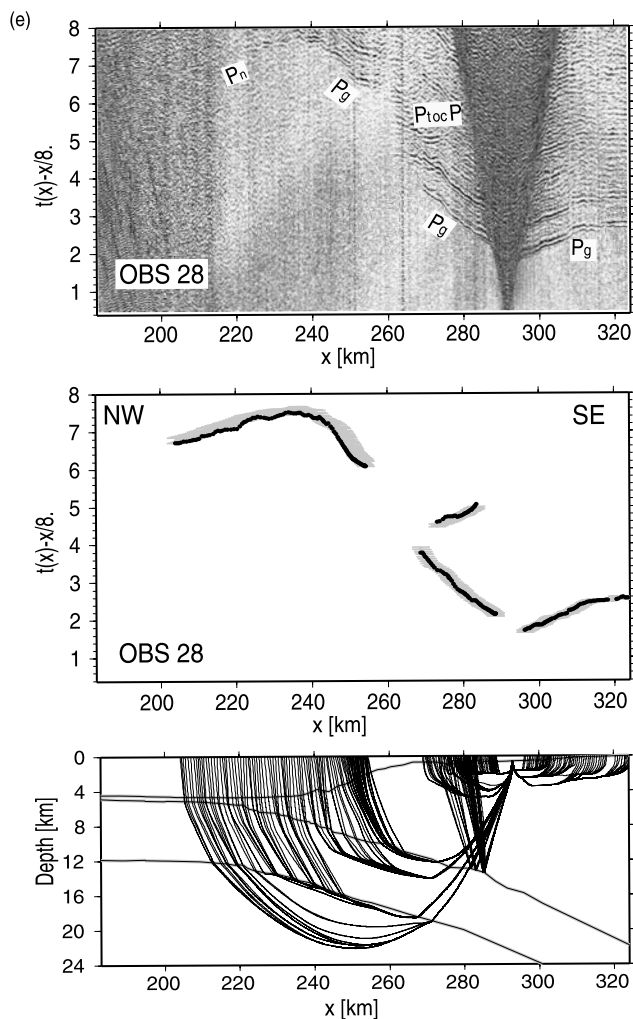 (e)
8
7
6
5
4
3
2
1
t(x)-x/8.
Pn
Pg
PtocP
Pg
Pg
OBS 28
200 220 240 260 280 300 320
x [km]
8
7
6
5
4
3
2
1
t(x)-x/8.
NW SE
OBS 28
200 220 240 260 280 300 320
x [km]
0
4
8
12
16
20
24
Depth [km]
200 220 240 260 280 300 320
x [km]